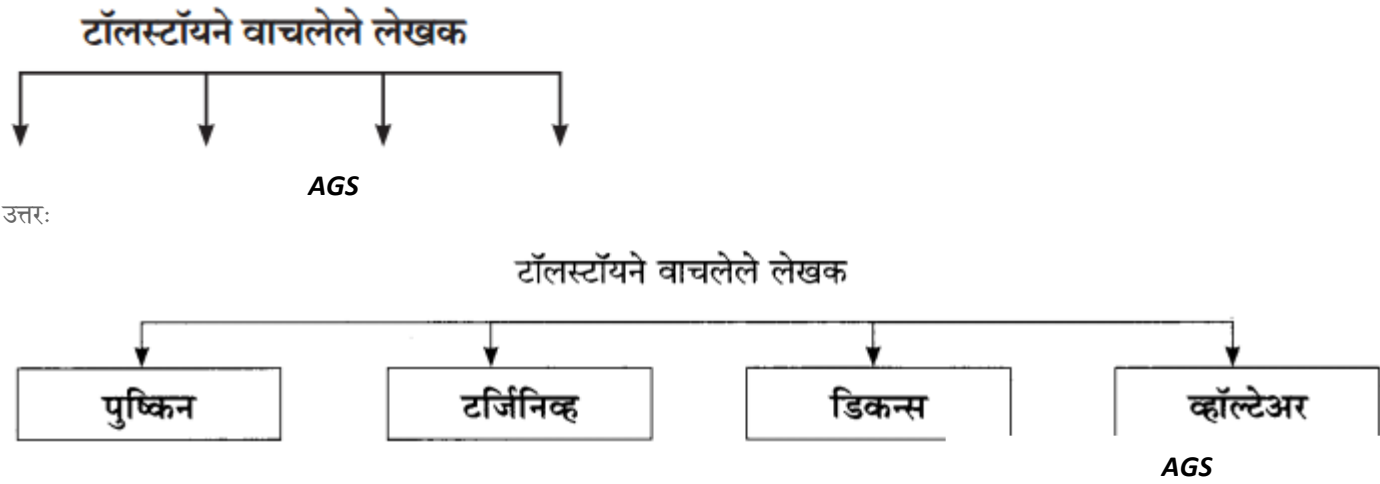 टॉलस्टॉयने वाचलेले लेखक
AGS
उत्तरः
टॉलस्टॉयने वाचलेले लेखक
पुष्किन टर्जिनिव्ह डिकन्स व्हॉल्टेअर
AGS